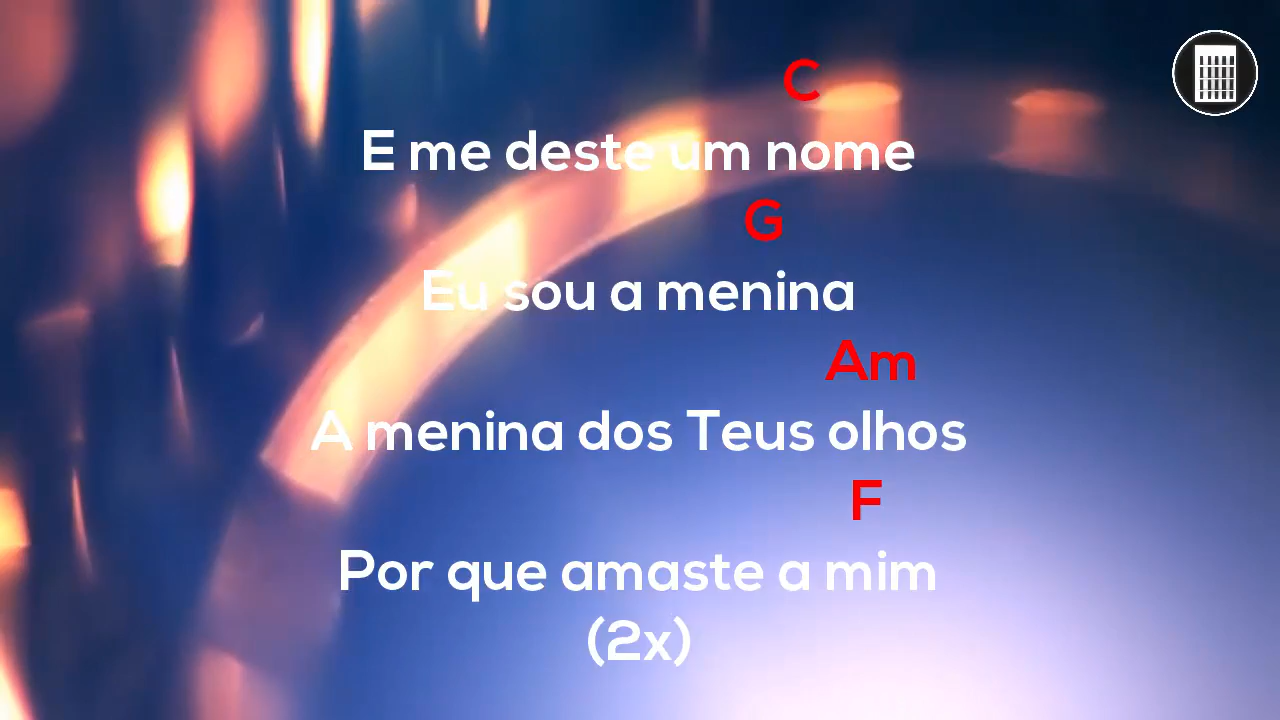 C
E me deste um nome
G
Eu sou a menina
Am
A menina dos Teus olhos
F
Por que amaste a mim
(2x)